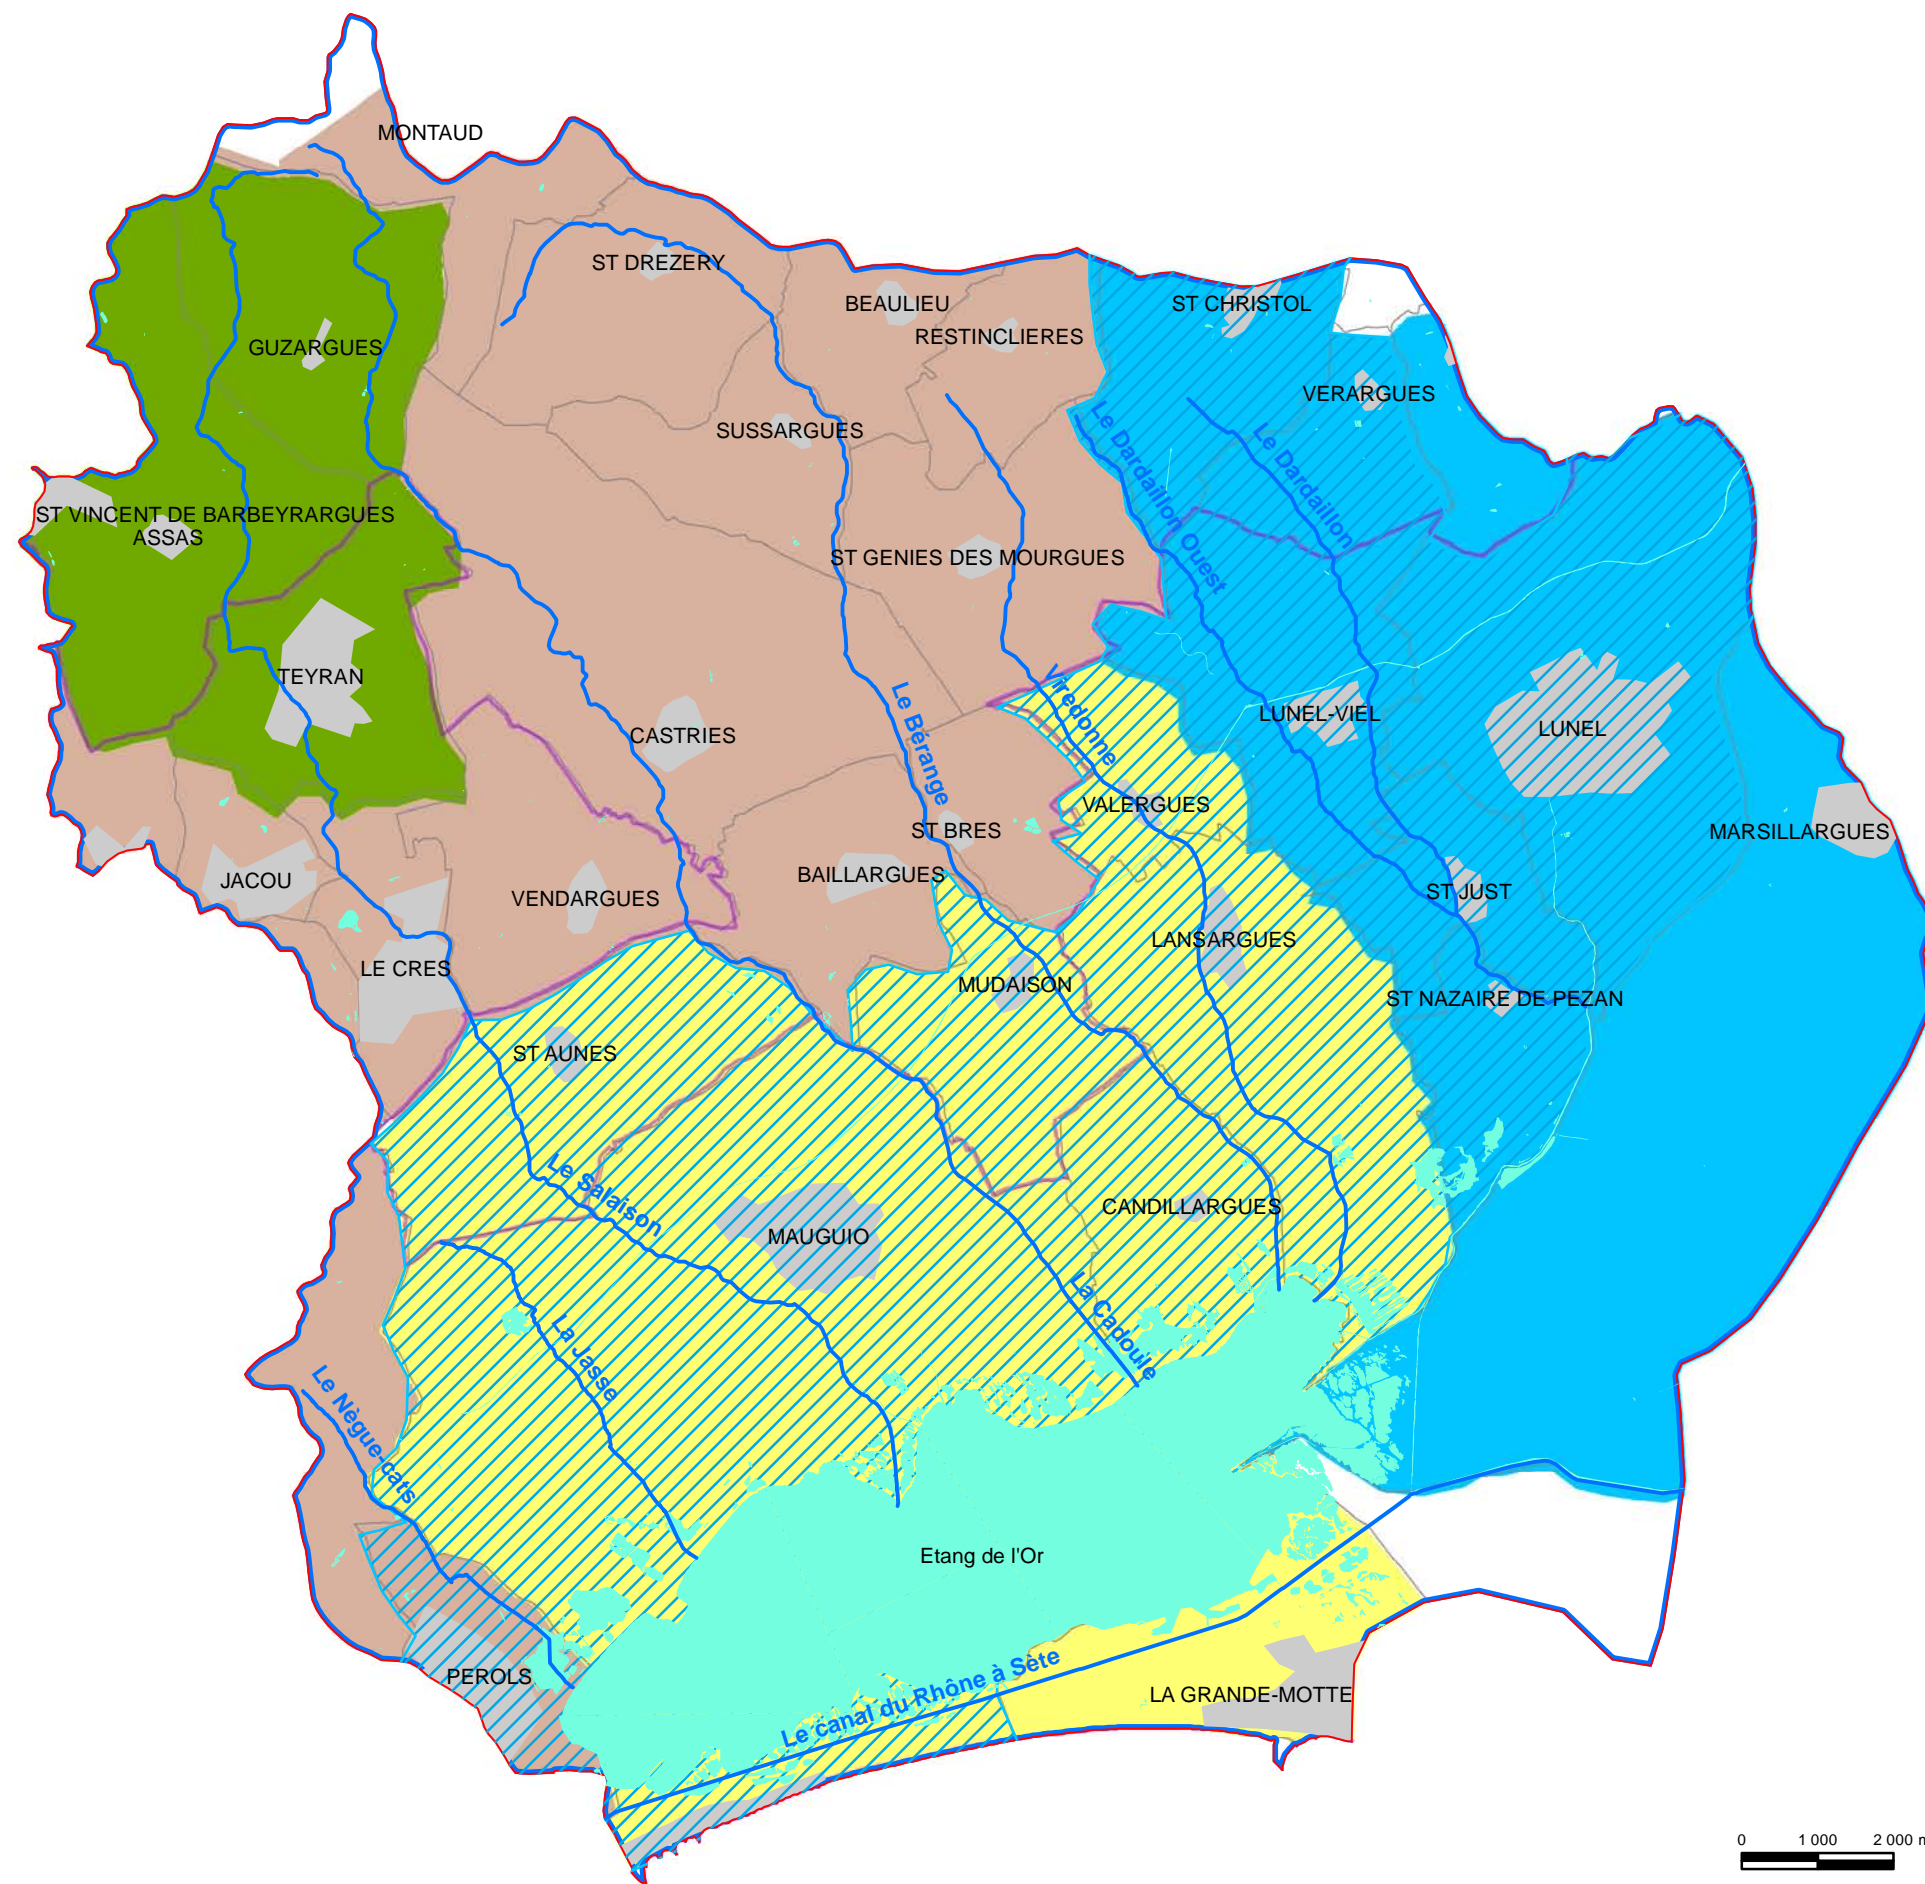 MONTAUD
ST DREZERY
BEAULIEU
ST CHRISTOL
RESTINCLIERES
GUZARGUES
VERARGUES
SUSSARGUES
Le Dardaillon Ouest
Le Dardaillon
ST VINCENT DE BARBEYRARGUES
ASSAS
ST GENIES DES MOURGUES
TEYRAN
Viredonne
Le Bérange
CASTRIES
LUNEL-VIEL
LUNEL
VALERGUES
ST BRES
MARSILLARGUES
JACOU
BAILLARGUES
VENDARGUES
ST JUST
LANSARGUES
LE CRES
MUDAISON
ST NAZAIRE DE PEZAN
ST AUNES
Le Salaison
CANDILLARGUES
MAUGUIO
La Cadoule
La Jasse
Le Nègue-cats
Etang de l'Or
PEROLS
Le canal du Rhône à Sète
LA GRANDE-MOTTE
0 1 000 2 000 m